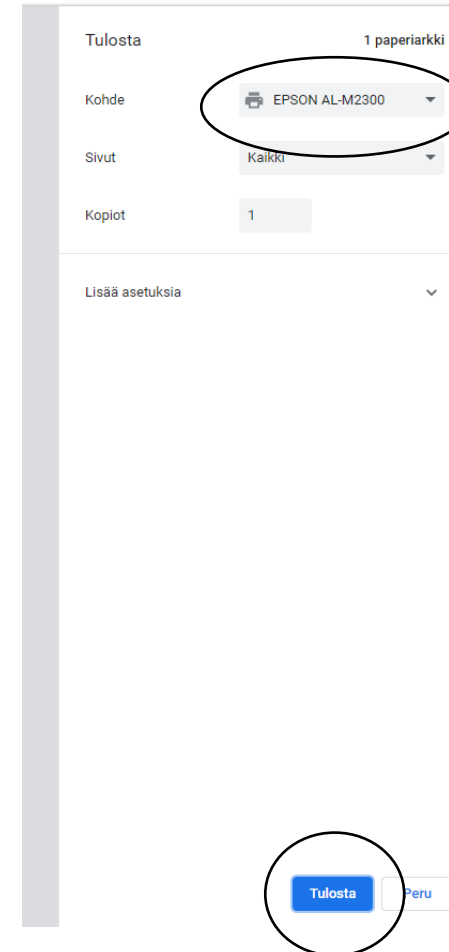 Tulosta 1 paperiarkki
Kohde EPSON AL-M2300
Sivut Kaikki
Kopiot 1
Lisää asetuksia
Tulosta Peru